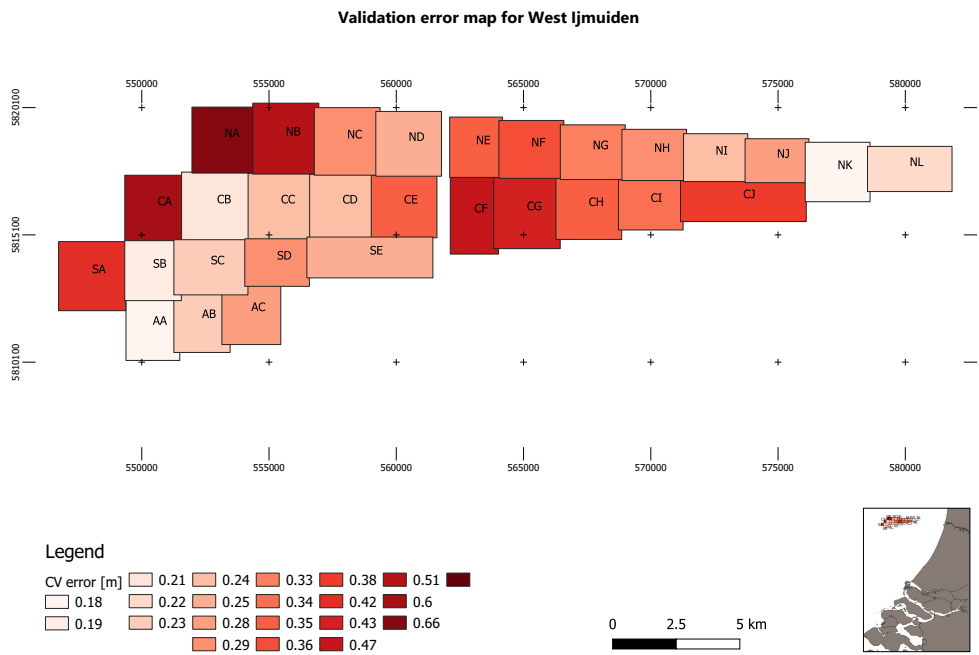 Validation error map for West Ijmuiden
550000 555000 560000 565000 570000 575000 580000
5820100
NA NB NC ND NE NF NG NH NI NJ NK NL
CA CB CC CD CE CF CG CH CI CJ
5815100
SA SB SC SD SE
AA AB AC
5810100
550000 555000 560000 565000 570000 575000 580000
Legend
CV error [m] 0.21 0.24 0.33 0.38 0.51
0.18 0.22 0.25 0.34 0.42 0.6
0.19 0.23 0.28 0.35 0.43 0.66
0.29 0.36 0.47
0 2.5 5 km